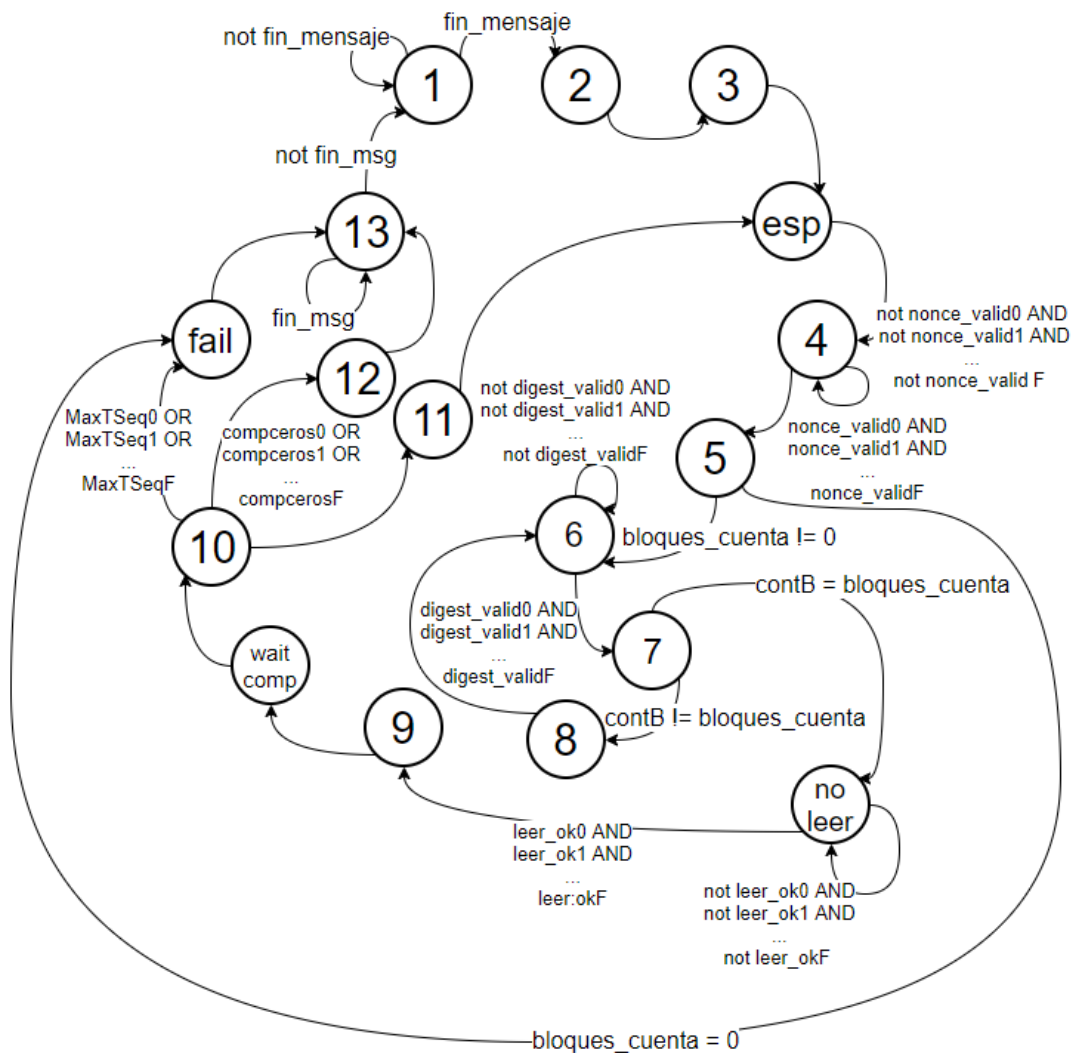 fin_mensaje
not fin_mensaje
1
2
3
not fin_msg
13
esp
fin_msg
fail
not nonce_valid0 AND
not nonce_valid1 AND
...
not nonce_valid F
4
12
not digest_valid0 AND
not digest_valid1 AND
...
not digest_validF
11
MaxTSeq0 OR
MaxTSeq1 OR
...
MaxTSeqF
compceros0 OR
compceros1 OR
...
compcerosF
nonce_valid0 AND
nonce_valid1 AND
...
nonce_validF
5
10
6
bloques_cuenta != 0
contB = bloques_cuenta
digest_valid0 AND
digest_valid1 AND
...
digest_validF
7
wait
comp
contB != bloques_cuenta
9
8
no
leer
leer_ok0 AND
leer_ok1 AND
...
leer:okF
not leer_ok0 AND
not leer_ok1 AND
...
not leer_okF
bloques_cuenta = 0